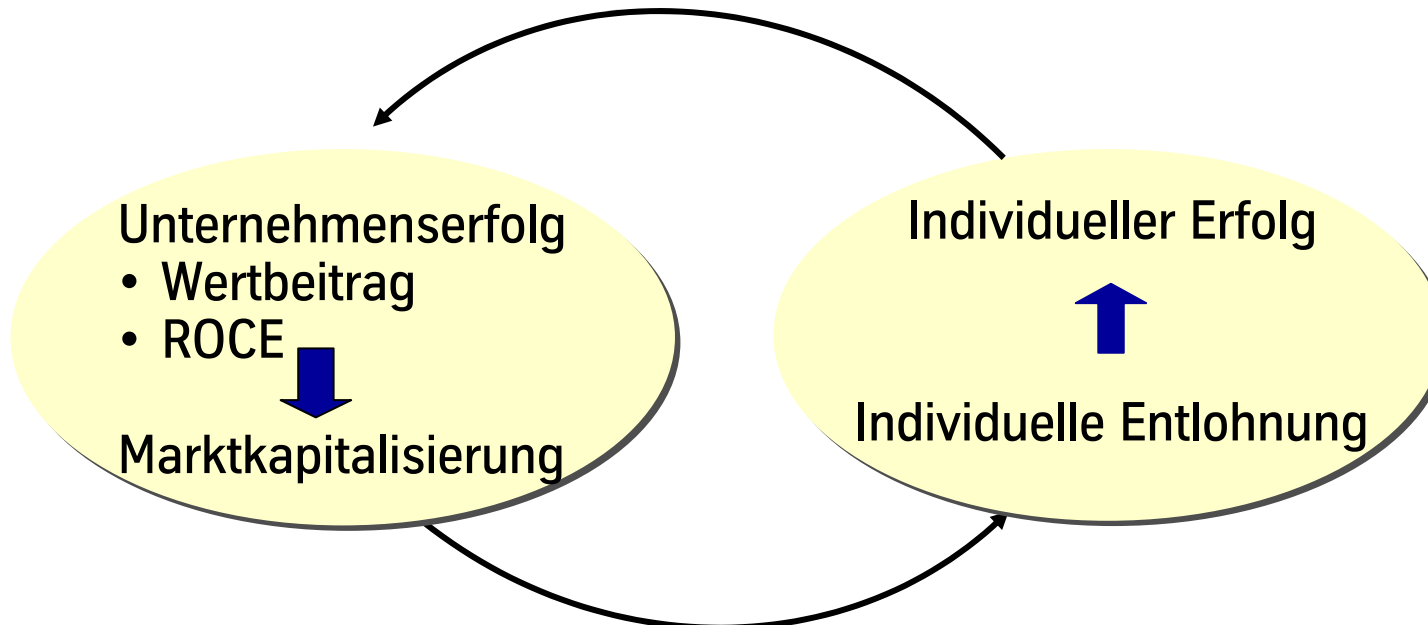 Unternehmenserfolg
• Wertbeitrag
• ROCE
Marktkapitalisierung
Individueller Erfolg
Individuelle Entlohnung